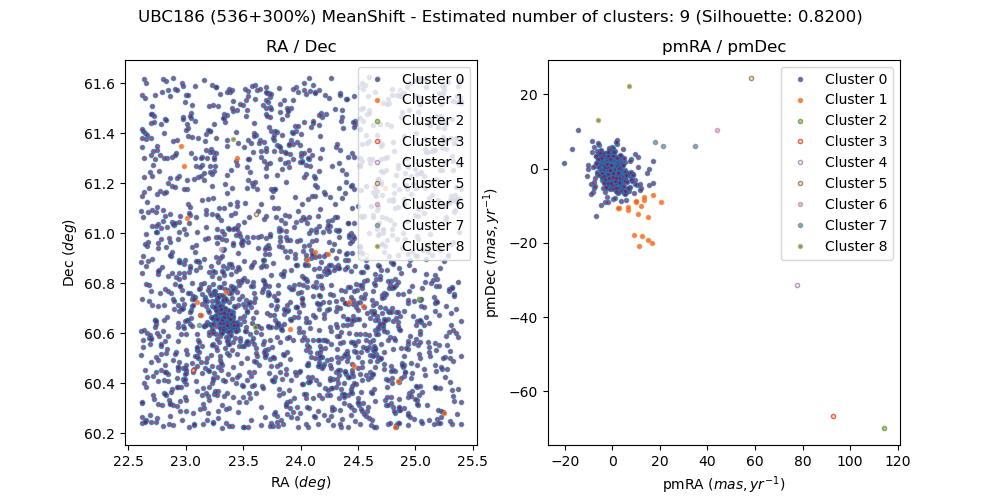 UBC186 (536+300%) MeanShift - Estimated number of clusters: 9 (Silhouette: 0.8200)
RA / Dec
61.6
61.4
61.2
61.0
60.8
60.6
60.4
60.2
Dec (deg)
22.5 23.0 23.5 24.0 24.5 25.0 25.5
RA (deg)
Cluster 0
Cluster 1
Cluster 2
Cluster 3
Cluster 4
Cluster 5
Cluster 6
Cluster 7
Cluster 8
pmRA / pmDec
20
0
−20
−40
−60
pmDec (mas, yr⁻¹)
−20 0 20 40 60 80 100 120
pmRA (mas, yr⁻¹)
Cluster 0
Cluster 1
Cluster 2
Cluster 3
Cluster 4
Cluster 5
Cluster 6
Cluster 7
Cluster 8